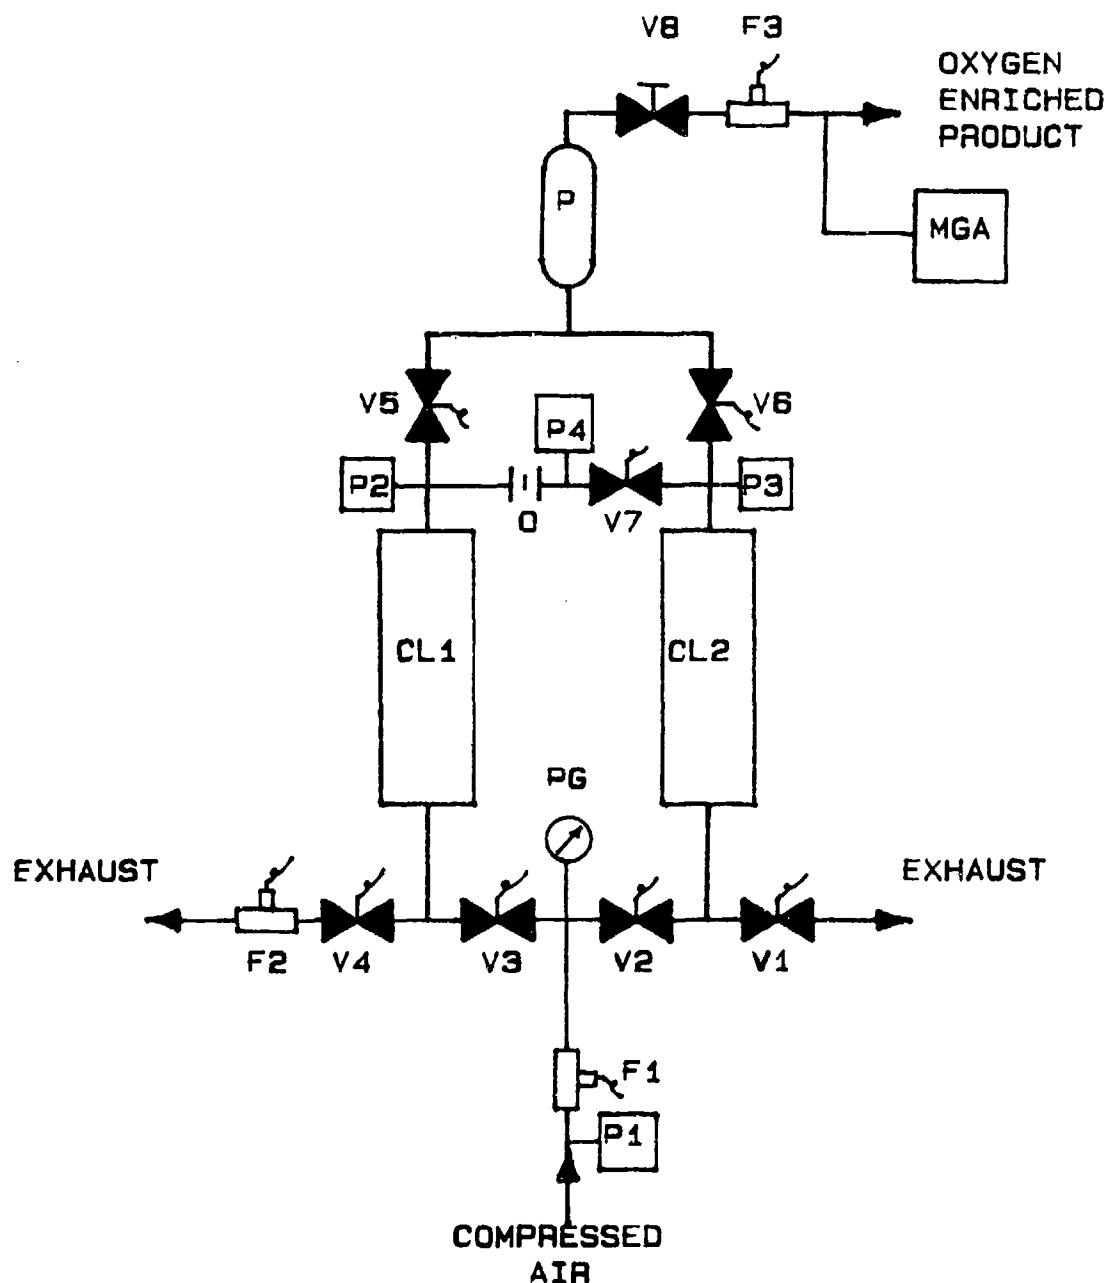 V8 F3
OXYGEN
ENRICHED
PRODUCT
P
MGA
V5
P4
V6
P2
P3
O
V7
CL1
CL2
PG
EXHAUST
EXHAUST
F2
V4
V3
V2
V1
F1
P1
COMPRESSED
AIR